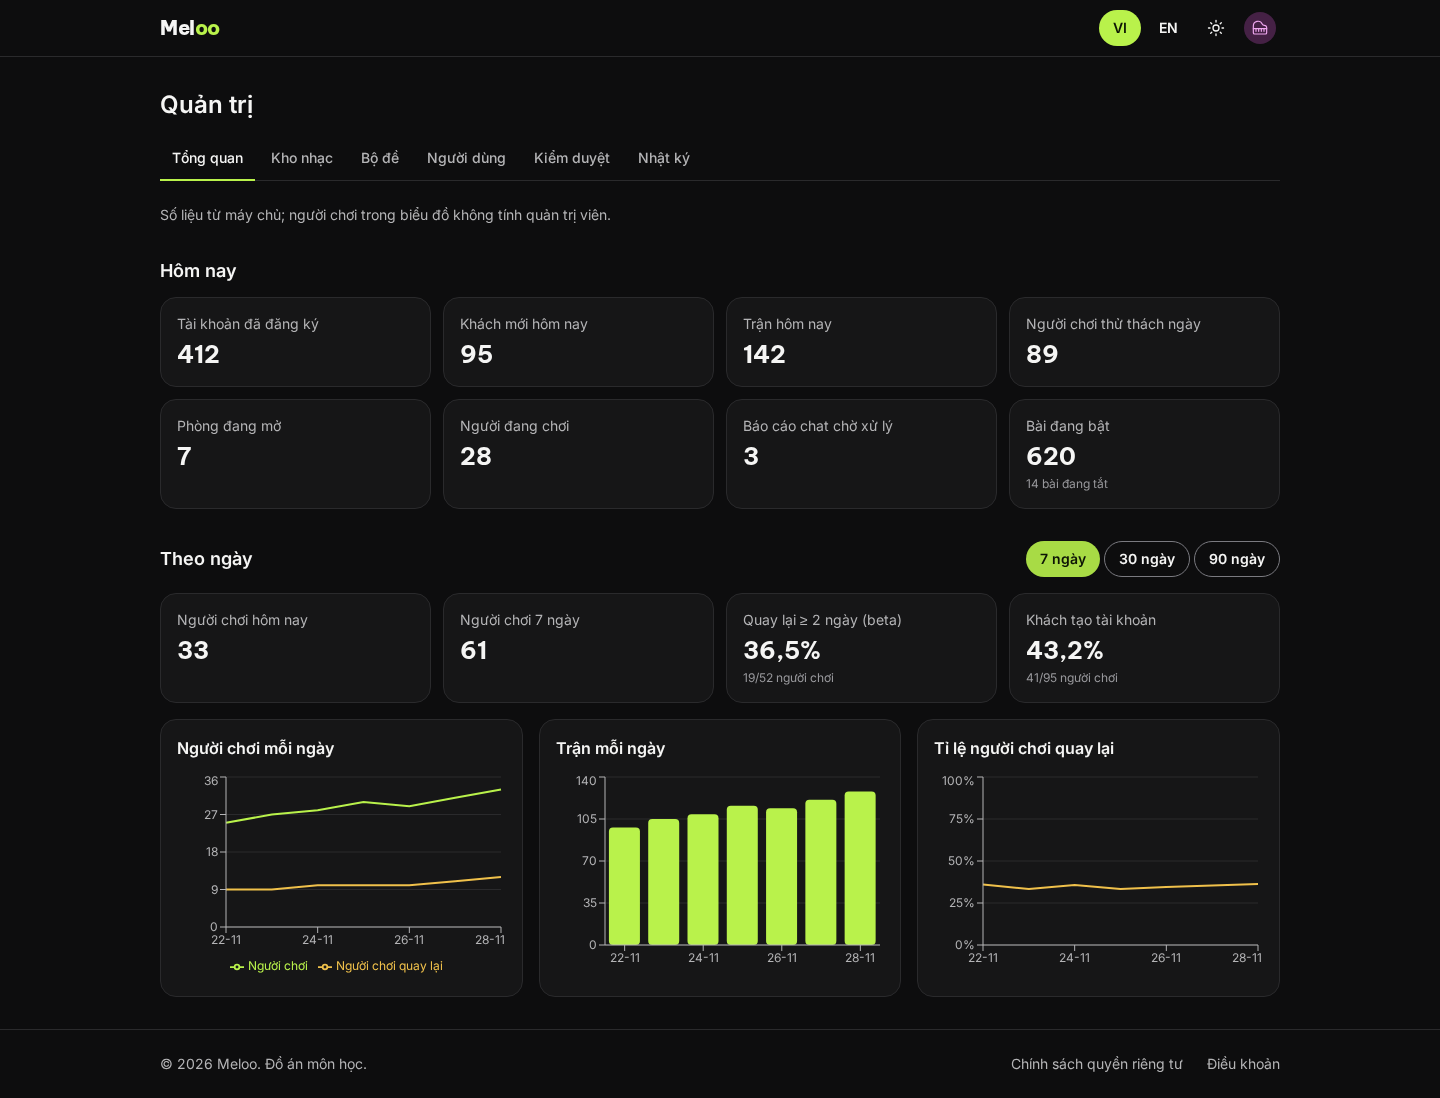 Meloo
VI EN
Quản trị
Tổng quan Kho nhạc Bộ đề Người dùng Kiểm duyệt Nhật ký
Số liệu từ máy chủ; người chơi trong biểu đồ không tính quản trị viên.
Hôm nay
Tài khoản đã đăng ký
412
Khách mới hôm nay
95
Trận hôm nay
142
Người chơi thử thách ngày
89
Phòng đang mở
7
Người đang chơi
28
Báo cáo chat chờ xử lý
3
Bài đang bật
620
14 bài đang tắt
Theo ngày
7 ngày 30 ngày 90 ngày
Người chơi hôm nay
33
Người chơi 7 ngày
61
Quay lại ≥ 2 ngày (beta)
36,5%
19/52 người chơi
Khách tạo tài khoản
43,2%
41/95 người chơi
Người chơi mỗi ngày
36
27
18
9
0
22-11 24-11 26-11 28-11
Người chơi Người chơi quay lại
Trận mỗi ngày
140
105
70
35
0
22-11 24-11 26-11 28-11
Tỉ lệ người chơi quay lại
100%
75%
50%
25%
0%
22-11 24-11 26-11 28-11
© 2026 Meloo. Đồ án môn học.
Chính sách quyền riêng tư Điều khoản